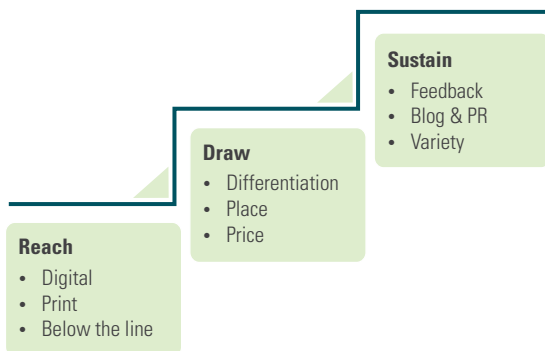 Reach
• Digital
• Print
• Below the line
Draw
• Differentiation
• Place
• Price
Sustain
• Feedback
• Blog & PR
• Variety